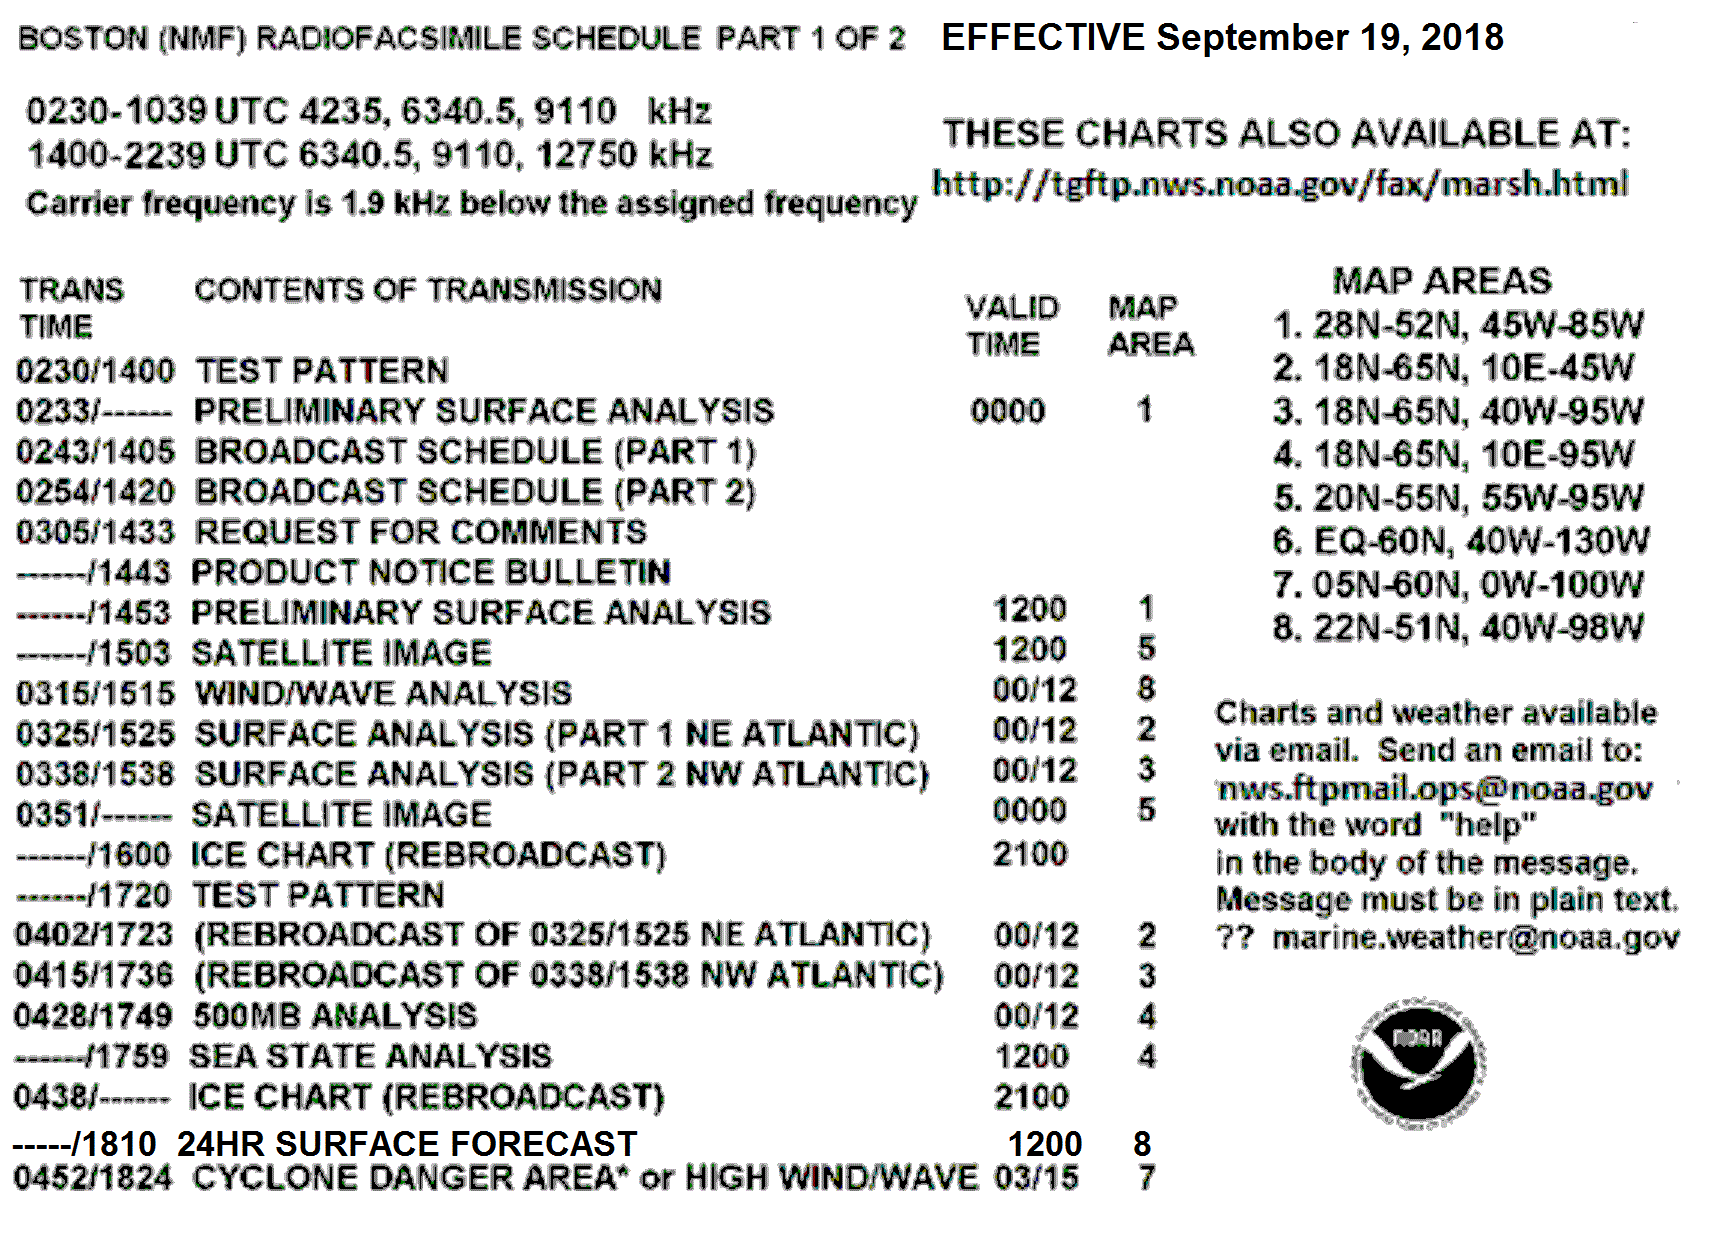 BOSTON (NMF) RADIOFACSIMILE SCHEDULE PART 1 OF 2 EFFECTIVE September 19, 2018
0230-1039 UTC 4235, 6340.5, 9110 kHz
1400-2239 UTC 6340.5, 9110, 12750 kHz
Carrier frequency is 1.9 kHz below the assigned frequency
THESE CHARTS ALSO AVAILABLE AT:
http://tgftp.nws.noaa.gov/fax/marsh.html
TRANS CONTENTS OF TRANSMISSION VALID MAP
TIME TIME AREA
0230/1400 TEST PATTERN
0233/------ PRELIMINARY SURFACE ANALYSIS 0000 1
0243/1405 BROADCAST SCHEDULE (PART 1)
0254/1420 BROADCAST SCHEDULE (PART 2)
0305/1433 REQUEST FOR COMMENTS
------/1443 PRODUCT NOTICE BULLETIN
------/1453 PRELIMINARY SURFACE ANALYSIS 1200 1
------/1503 SATELLITE IMAGE 1200 5
0315/1515 WIND/WAVE ANALYSIS 00/12 8
0325/1525 SURFACE ANALYSIS (PART 1 NE ATLANTIC) 00/12 2
0338/1538 SURFACE ANALYSIS (PART 2 NW ATLANTIC) 00/12 3
0351/------ SATELLITE IMAGE 0000 5
------/1600 ICE CHART (REBROADCAST) 2100
------/1720 TEST PATTERN
0402/1723 (REBROADCAST OF 0325/1525 NE ATLANTIC) 00/12 2
0415/1736 (REBROADCAST OF 0338/1538 NW ATLANTIC) 00/12 3
0428/1749 500MB ANALYSIS 00/12 4
------/1759 SEA STATE ANALYSIS 1200 4
0438/------ ICE CHART (REBROADCAST) 2100
-----/1810 24HR SURFACE FORECAST 1200 8
0452/1824 CYCLONE DANGER AREA* or HIGH WIND/WAVE 03/15 7
MAP AREAS
1. 28N-52N, 45W-85W
2. 18N-65N, 10E-45W
3. 18N-65N, 40W-95W
4. 18N-65N, 10E-95W
5. 20N-55N, 55W-95W
6. EQ-60N, 40W-130W
7. 05N-60N, 0W-100W
8. 22N-51N, 40W-98W
Charts and weather available
via email. Send an email to:
nws.ftpmail.ops@noaa.gov
with the word "help"
in the body of the message.
Message must be in plain text.
?? marine.weather@noaa.gov
NOAA